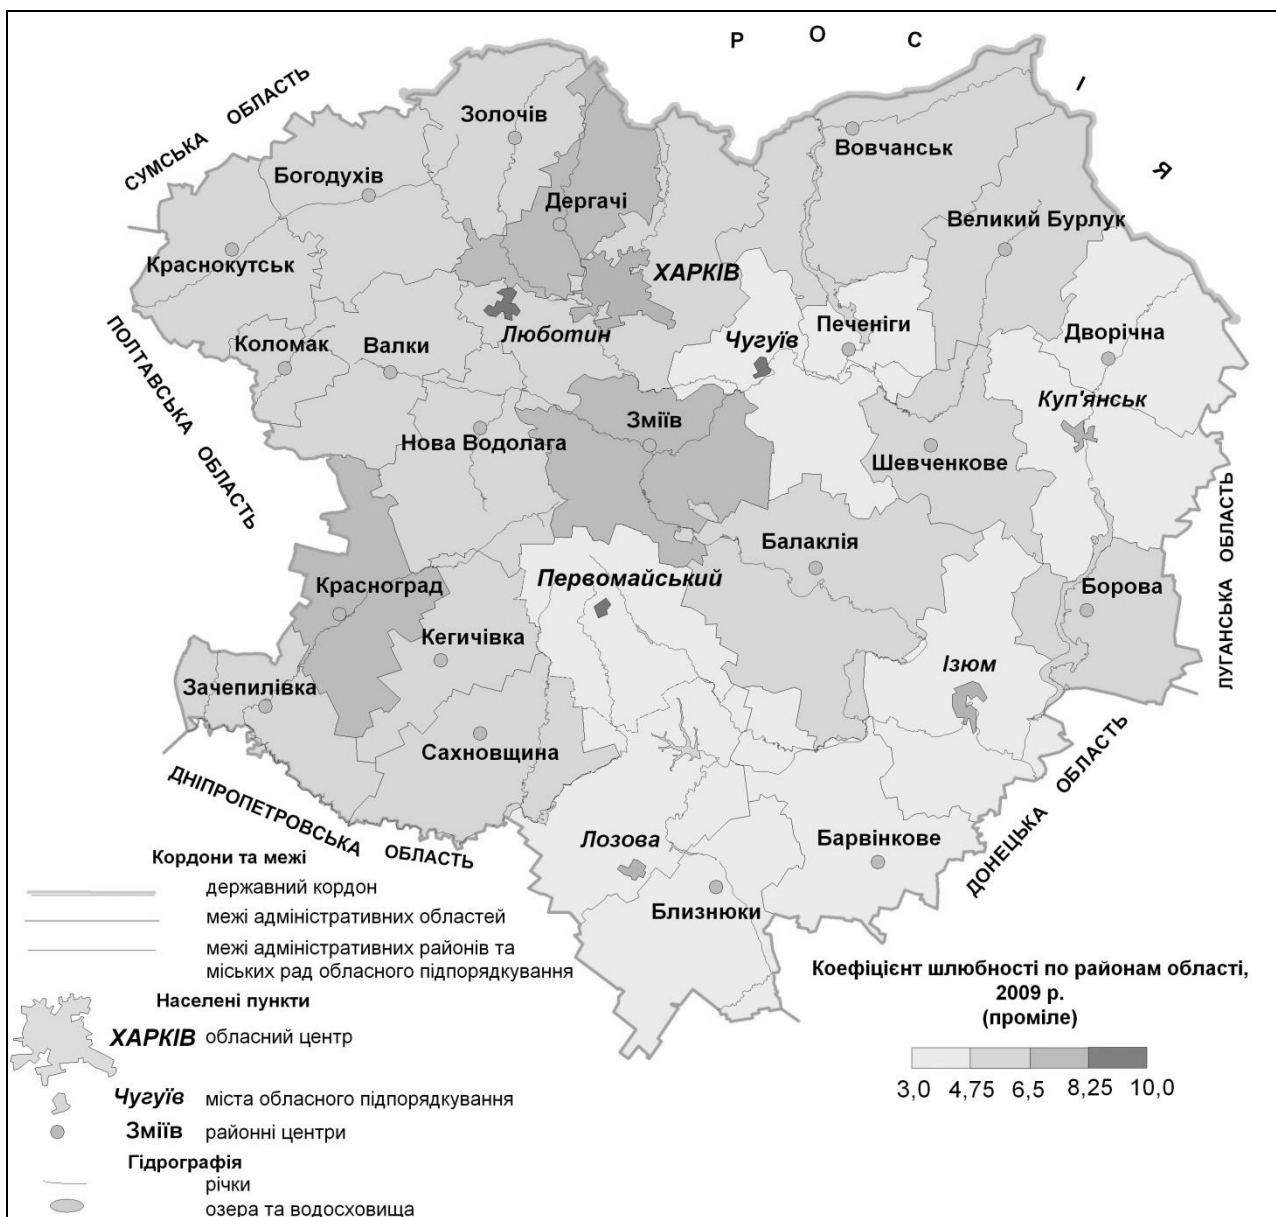 Р О С І Я
СУМСЬКА ОБЛАСТЬ
Золочів
Вовчанськ
Богодухів
Дергачі
Великий Бурлук
Краснокутськ
ХАРКІВ
ПОЛТАВСЬКА ОБЛАСТЬ
Люботин
Чугуїв
Печеніги
Дворічна
Коломак
Валки
Куп'янськ
Зміїв
Нова Водолага
Шевченкове
ЛУГАНСЬКА ОБЛАСТЬ
Балаклія
Первомайський
Красноград
Борова
Кегичівка
Ізюм
Зачепилівка
Сахновщина
ДНІПРОПЕТРОВСЬКА ОБЛАСТЬ
ДОНЕЦЬКА ОБЛАСТЬ
Лозова
Барвінкове
Близнюки
Кордони та межі
державний кордон
межі адміністративних областей
межі адміністративних районів та
міських рад обласного підпорядкування
Населені пункти
ХАРКІВ обласний центр
Чугуїв міста обласного підпорядкування
Зміїв районні центри
Гідрографія
річки
озера та водосховища
Коефіцієнт шлюбності по районам області,
2009 р.
(проміле)
3,0 4,75 6,5 8,25 10,0